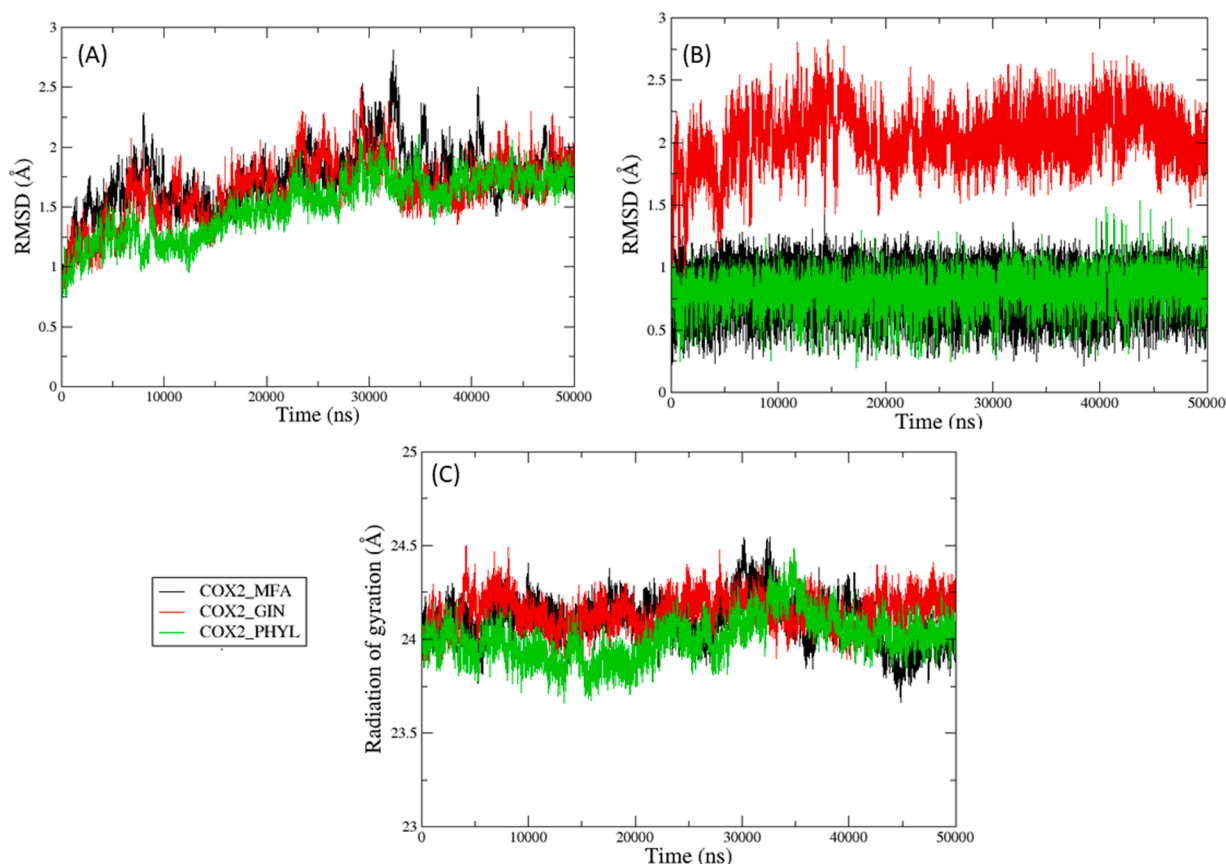 (A)
3
2.5
2
1.5
1
0.5
0
RMSD (Å)
0 10000 20000 30000 40000 50000
Time (ns)
(B)
3
2.5
2
1.5
1
0.5
0
RMSD (Å)
0 10000 20000 30000 40000 50000
Time (ns)
COX2_MFA
COX2_GIN
COX2_PHYL
(C)
25
24.5
24
23.5
23
Radiation of gyration (Å)
0 10000 20000 30000 40000 50000
Time (ns)